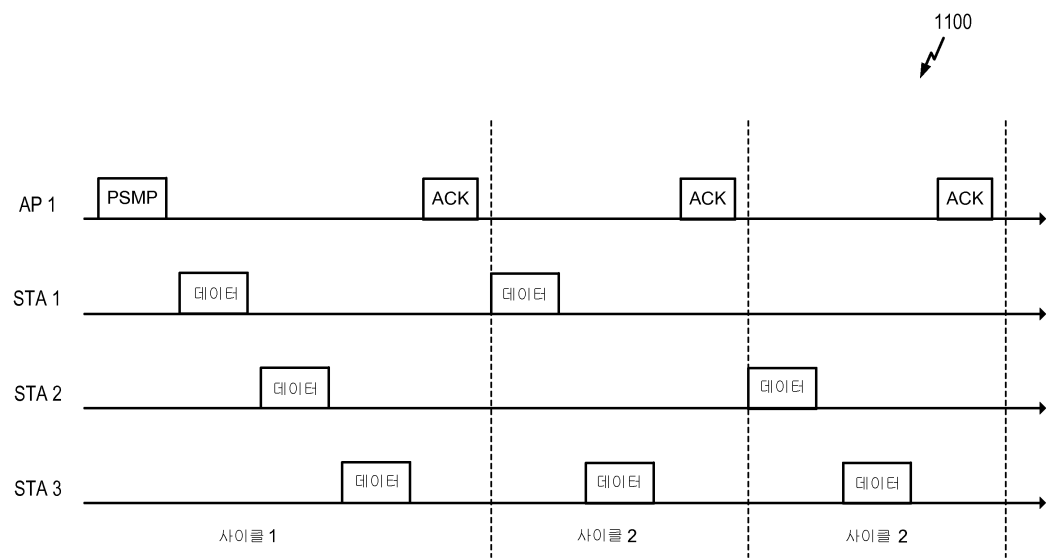 1100
AP 1
PSMP
ACK
ACK
ACK
STA 1
데이터
데이터
STA 2
데이터
데이터
STA 3
데이터
데이터
데이터
사이클 1
사이클 2
사이클 2